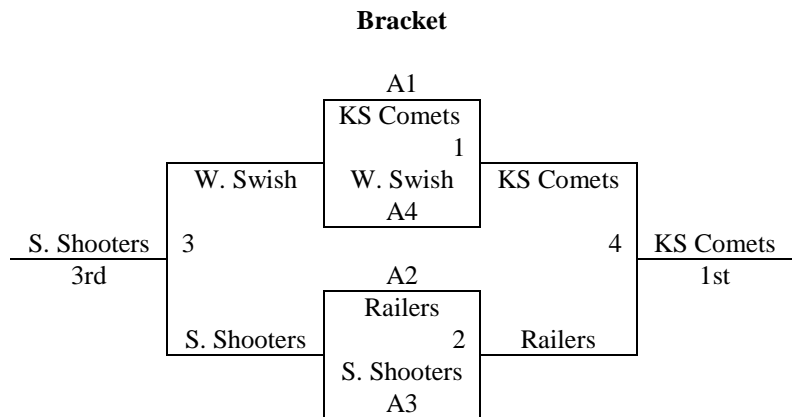 Bracket
A1
KS Comets
1
W. Swish
W. Swish
KS Comets
A4
S. Shooters
3
4
KS Comets
3rd
A2
1st
Railers
S. Shooters
2
Railers
S. Shooters
A3